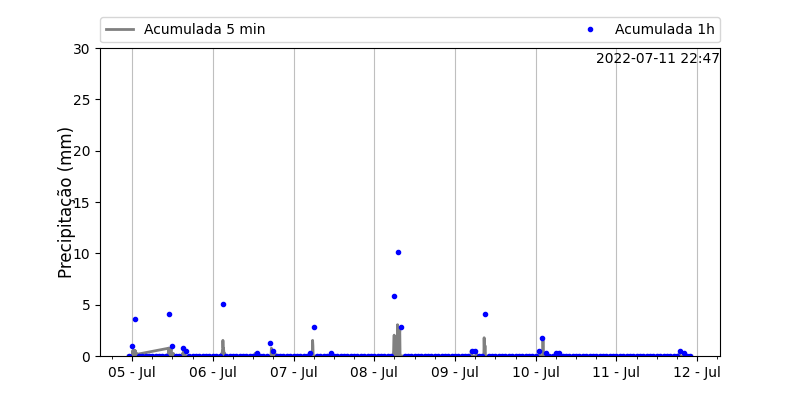 Acumulada 5 min
Acumulada 1h
2022-07-11 22:47
Precipitação (mm)
30
25
20
15
10
5
0
05 - Jul
06 - Jul
07 - Jul
08 - Jul
09 - Jul
10 - Jul
11 - Jul
12 - Jul